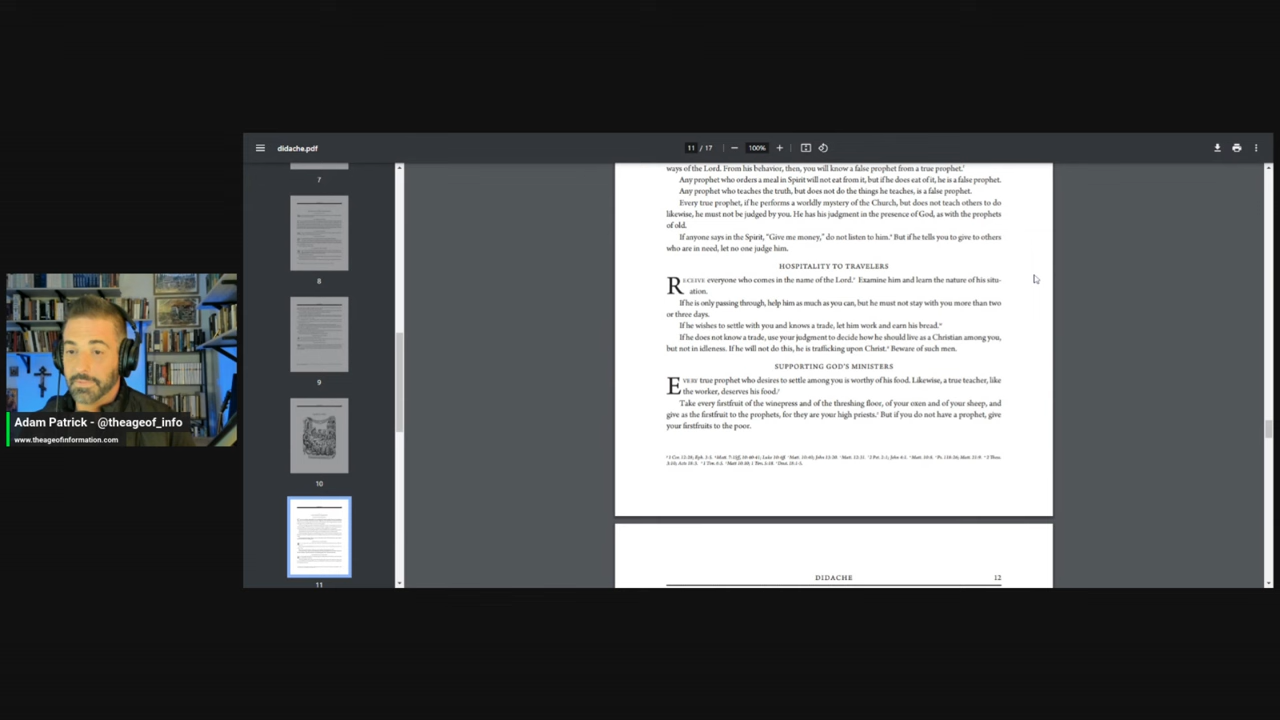 didache.pdf
11 / 17
100%
7
8
9
10
11
ways of the Lord. From his behavior, then, you will know a false prophet from a true prophet.
Any prophet who orders a meal in Spirit will not eat from it, but if he does eat of it, he is a false prophet.
Any prophet who teaches the truth, but does not do the things he teaches, is a false prophet.
Every true prophet, if he performs a worldly mystery of the Church, but does not teach others to do
likewise, he must not be judged by you. He has his judgment in the presence of God, as with the prophets
of old.
If anyone says in the Spirit, "Give me money," do not listen to him. But if he tells you to give to others
who are in need, let no one judge him.
HOSPITALITY TO TRAVELERS
RECEIVE everyone who comes in the name of the Lord. Examine him and learn the nature of his situ-
ation.
If he is only passing through, help him as much as you can, but he must not stay with you more than two
or three days.
If he wishes to settle with you and knows a trade, let him work and earn his bread.
If he does not know a trade, use your judgment to decide how he should live as a Christian among you,
but not in idleness. If he will not do this, he is trafficking upon Christ. Beware of such men.
SUPPORTING GOD'S MINISTERS
EVERY true prophet who desires to settle among you is worthy of his food. Likewise, a true teacher, like
the worker, deserves his food.
Take every firstfruit of the winepress and of the threshing floor, of your oxen and of your sheep, and
give as the firstfruit to the prophets, for they are your high priests. But if you do not have a prophet, give
your firstfruits to the poor.
DIDACHE 12
Adam Patrick - @theageof_info
www.theageofinformation.com